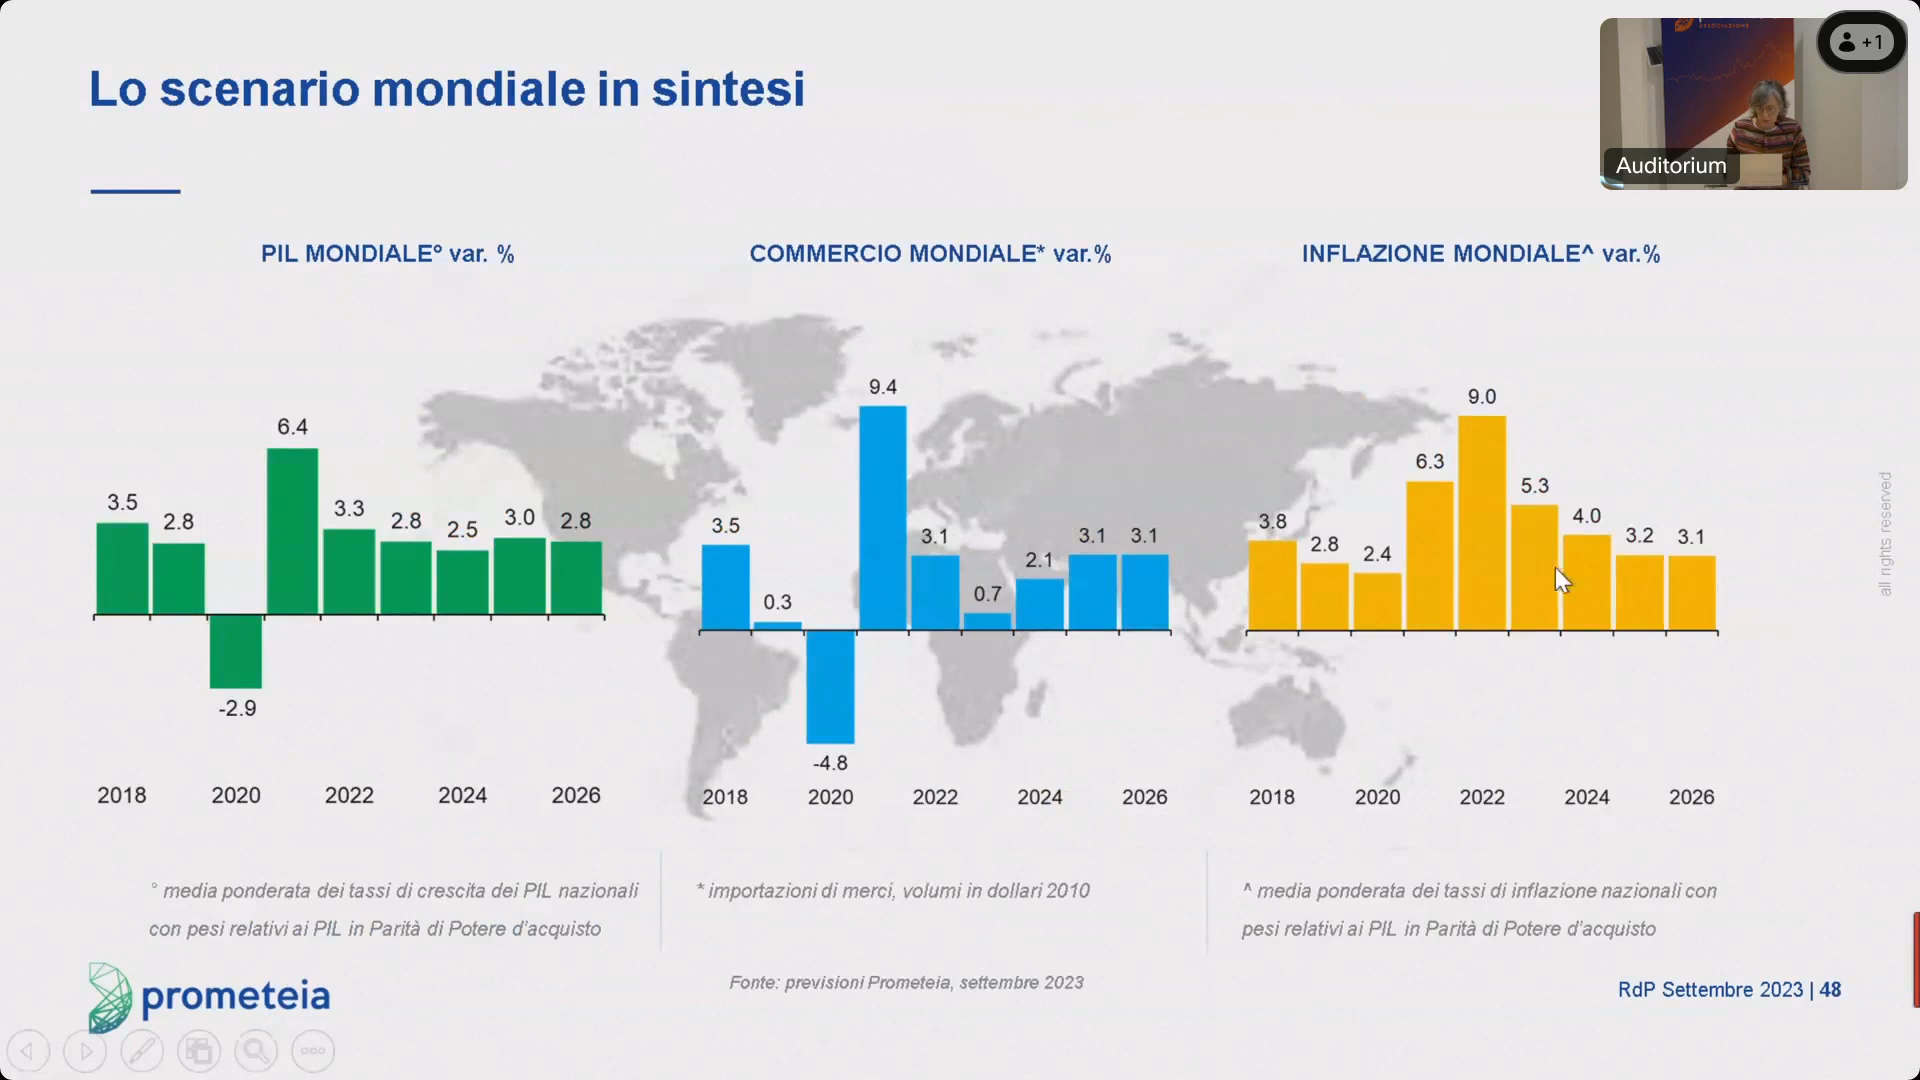 Lo scenario mondiale in sintesi
+1
ASSOCIAZIONE
Auditorium
PIL MONDIALE° var. %
3.5
2.8
-2.9
6.4
3.3
2.8
2.5
3.0
2.8
2018 2020 2022 2024 2026
° media ponderata dei tassi di crescita dei PIL nazionali
con pesi relativi ai PIL in Parità di Potere d'acquisto
COMMERCIO MONDIALE* var.%
3.5
0.3
-4.8
9.4
3.1
0.7
2.1
3.1
3.1
2018 2020 2022 2024 2026
* importazioni di merci, volumi in dollari 2010
INFLAZIONE MONDIALE^ var.%
3.8
2.8
2.4
6.3
9.0
5.3
4.0
3.2
3.1
2018 2020 2022 2024 2026
^ media ponderata dei tassi di inflazione nazionali con
pesi relativi ai PIL in Parità di Potere d'acquisto
all rights reserved
prometeia
Fonte: previsioni Prometeia, settembre 2023
RdP Settembre 2023 | 48